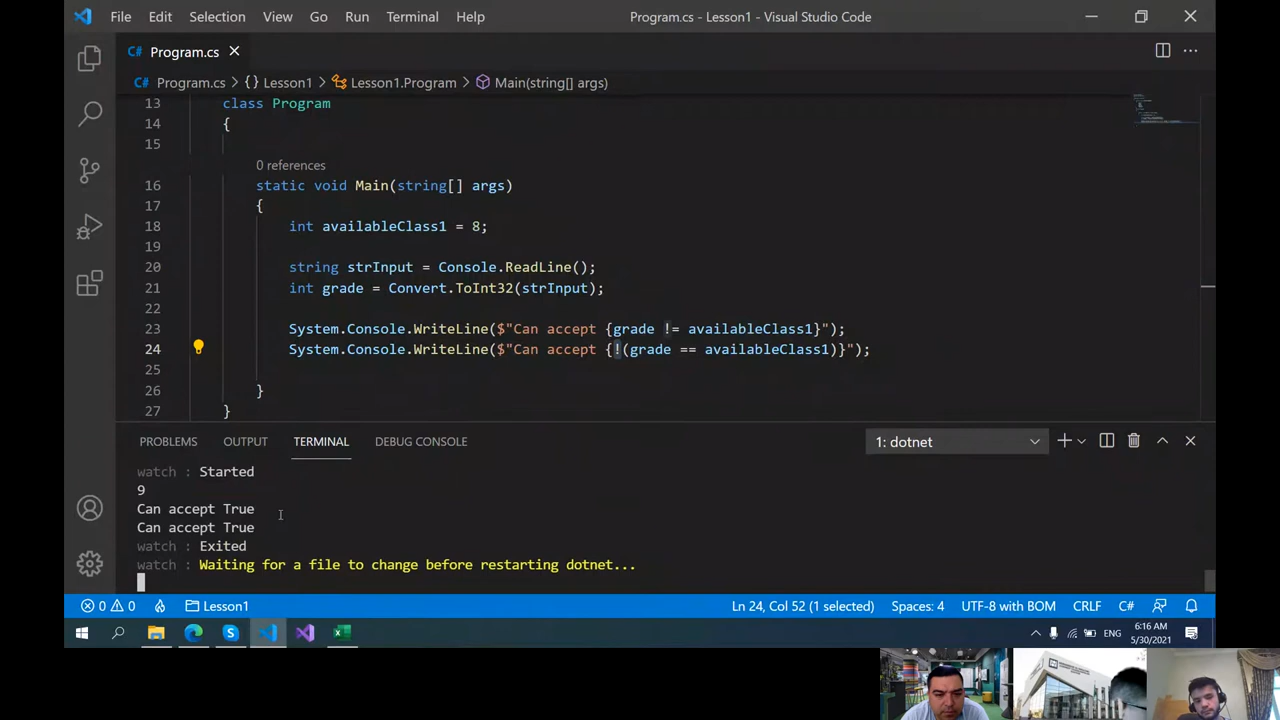 File Edit Selection View Go Run Terminal Help Program.cs - Lesson1 - Visual Studio Code
C# Program.cs
C# Program.cs > {} Lesson1 > Lesson1.Program > Main(string[] args)
13 class Program
14 {
15
0 references
16 static void Main(string[] args)
17 {
18 int availableClass1 = 8;
19
20 string strInput = Console.ReadLine();
21 int grade = Convert.ToInt32(strInput);
22
23 System.Console.WriteLine($"Can accept {grade != availableClass1}");
24 System.Console.WriteLine($"Can accept {!(grade == availableClass1)}");
25
26 }
27 }
PROBLEMS OUTPUT TERMINAL DEBUG CONSOLE 1: dotnet
watch : Started
9
Can accept True
Can accept True
watch : Exited
watch : Waiting for a file to change before restarting dotnet...
0 0 Lesson1 Ln 24, Col 52 (1 selected) Spaces: 4 UTF-8 with BOM CRLF C#
ENG 6:16 AM
5/30/2021